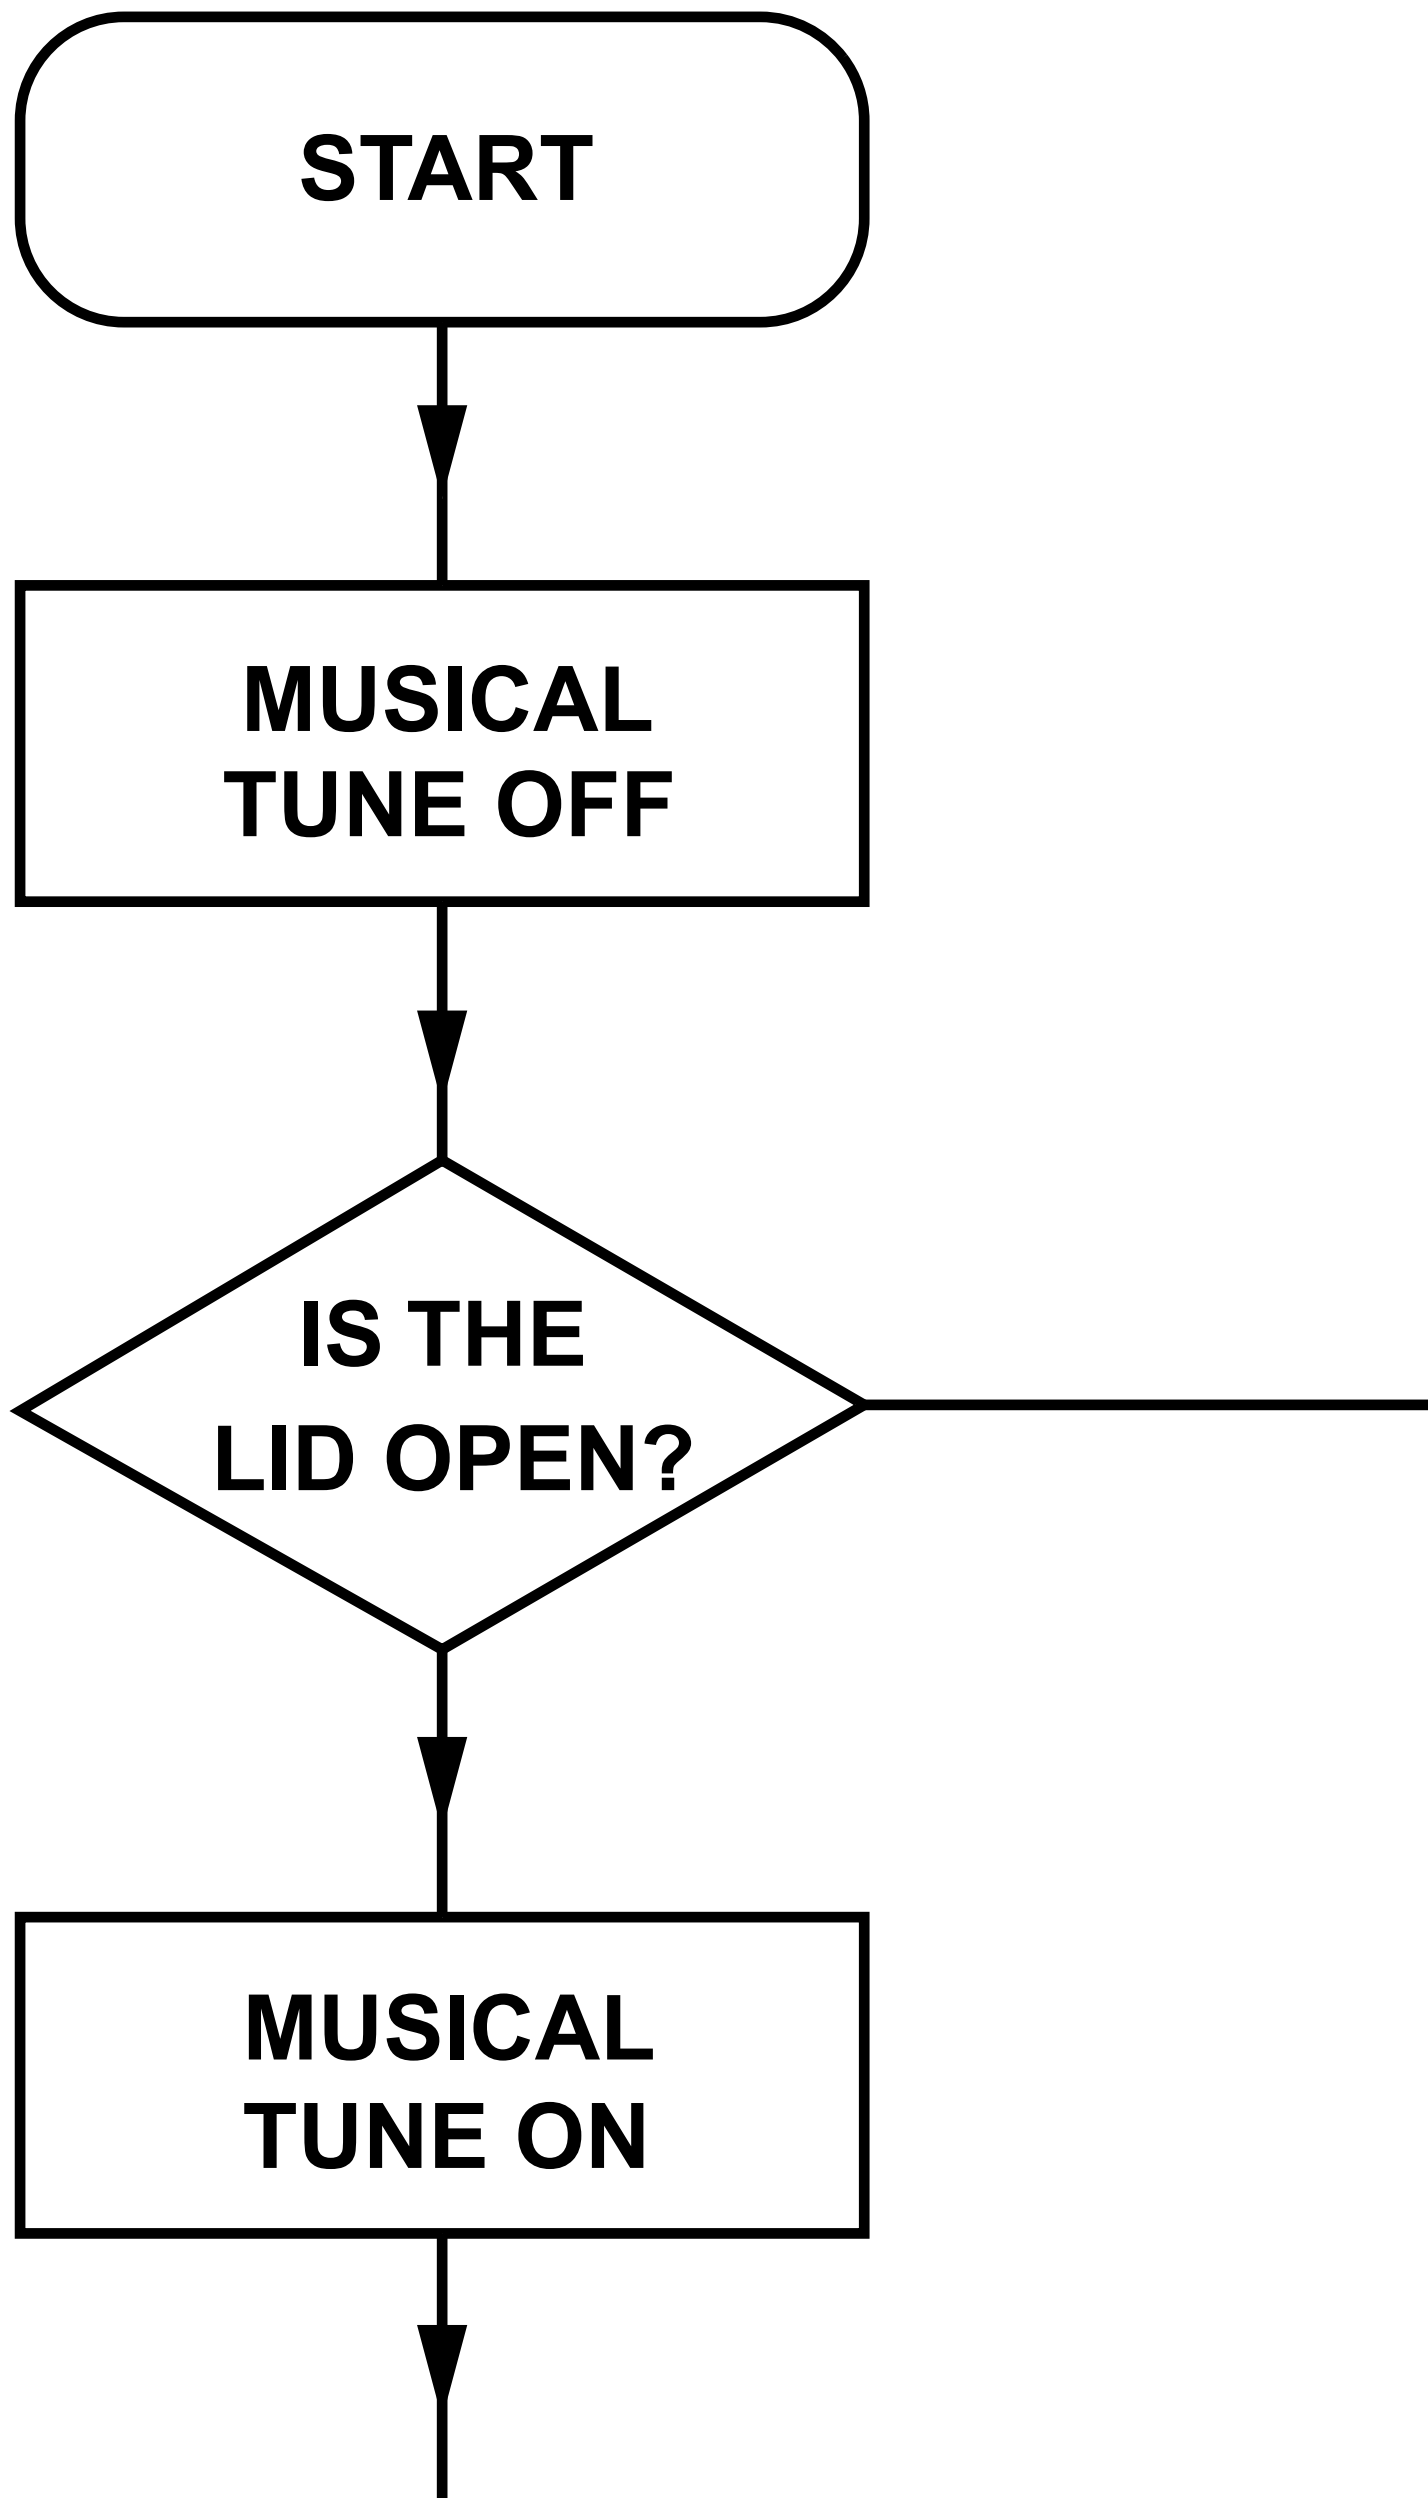 START
MUSICAL
TUNE OFF
IS THE
LID OPEN?
MUSICAL
TUNE ON